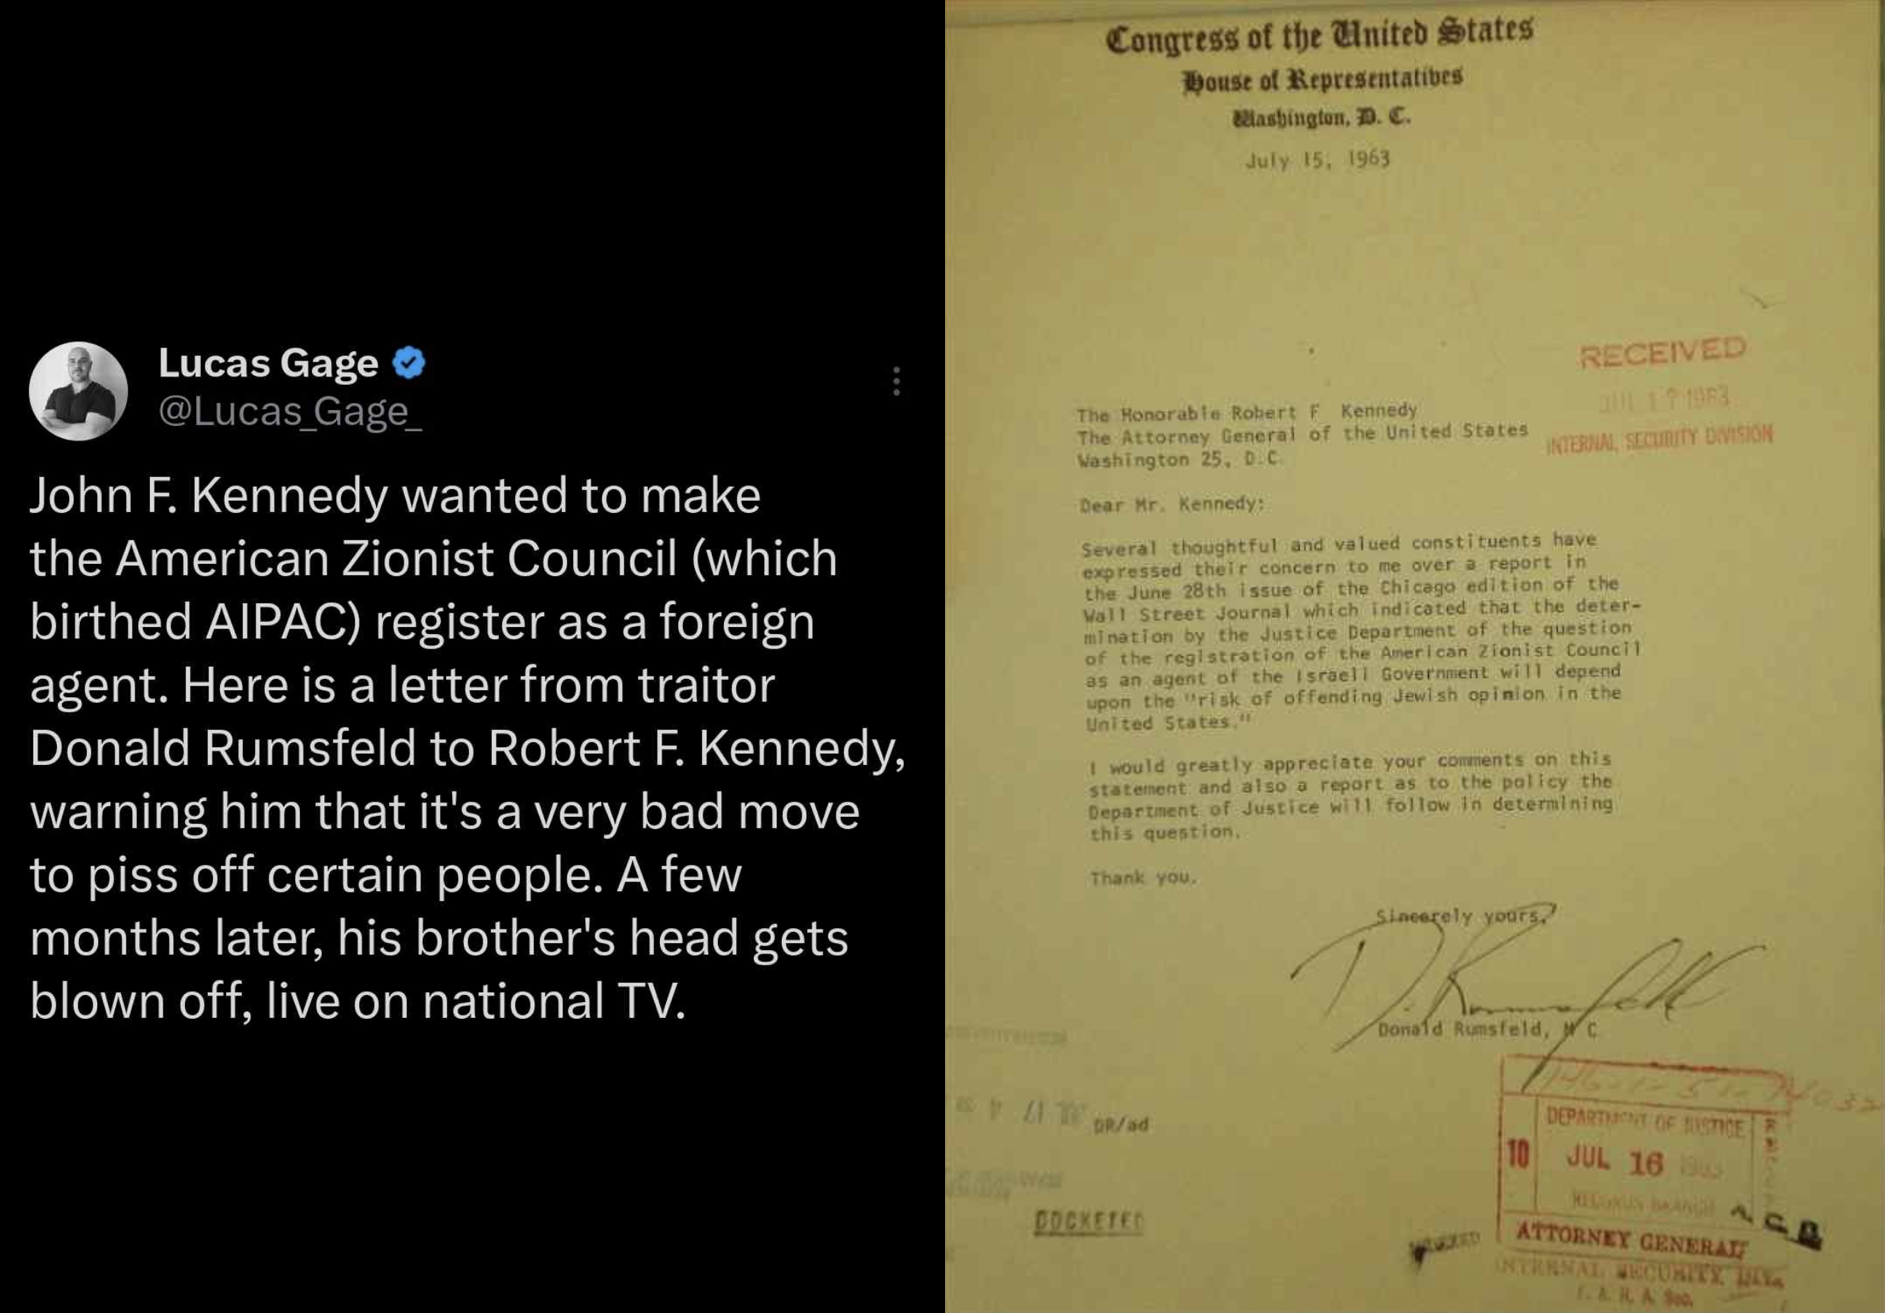 Lucas Gage
@Lucas_Gage_
John F. Kennedy wanted to make
the American Zionist Council (which
birthed AIPAC) register as a foreign
agent. Here is a letter from traitor
Donald Rumsfeld to Robert F. Kennedy,
warning him that it's a very bad move
to piss off certain people. A few
months later, his brother's head gets
blown off, live on national TV.
Congress of the United States
House of Representatives
Washington, D. C.
July 15, 1963
RECEIVED
INTERNAL SECURITY DIVISION
The Honorable Robert F Kennedy
The Attorney General of the United States
Washington 25, D.C.
Dear Mr. Kennedy:
Several thoughtful and valued constituents have
expressed their concern to me over a report in
the June 28th issue of the Chicago edition of the
Wall Street Journal which indicated that the deter-
mination by the Justice Department of the question
of the registration of the American Zionist Council
as an agent of the Israeli Government will depend
upon the "risk of offending Jewish opinion in the
United States."
I would greatly appreciate your comments on this
statement and also a report as to the policy the
Department of Justice will follow in determining
this question.
Thank you.
Sincerely yours,
D. Rumsfeld
Donald Rumsfeld, M C
DR/ad
DOCKETED
DEPARTMENT OF JUSTICE
10
JUL 16 1963
RECORDS BRANCH
ATTORNEY GENERAL
INTERNAL SECURITY DIV.